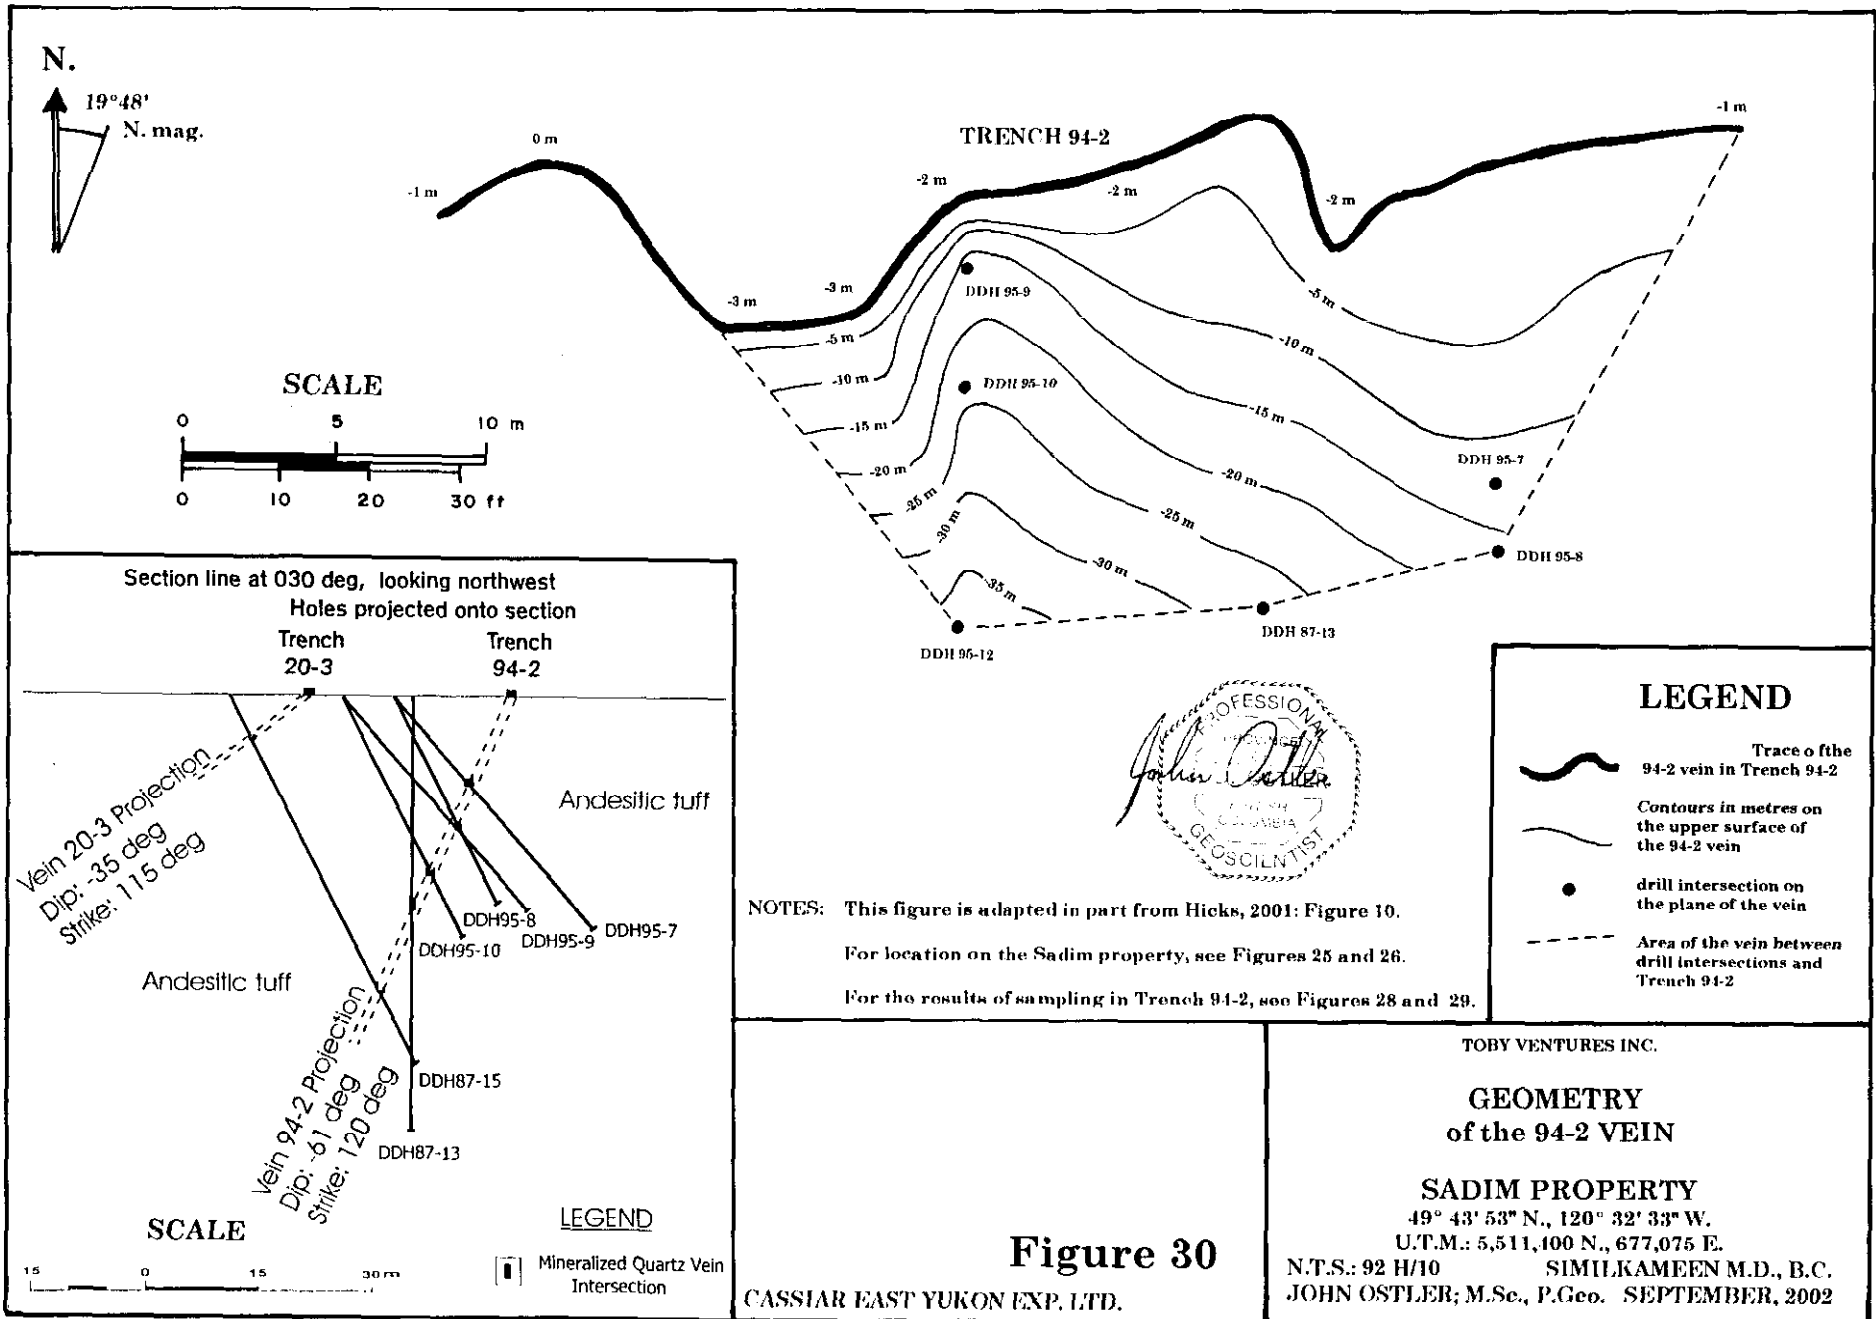 N.
19°48'
N. mag.
-1 m
0 m
-3 m
-3 m
-2 m
TRENCH 94-2
-2 m
-2 m
-1 m
DDH 95-9
DDH 95-10
DDH 95-7
DDH 95-8
DDH 87-13
DDH 95-12
-5 m
-10 m
-15 m
-20 m
-25 m
-30 m
-35 m
-30 m
-25 m
-20 m
-15 m
-10 m
-5 m
SCALE
0 5 10 m
0 10 20 30 ft
Section line at 030 deg, looking northwest
Holes projected onto section
Trench
20-3
Trench
94-2
Vein 20-3 Projection
Dip: -35 deg
Strike: 115 deg
Andesitic tuff
Andesitic tuff
DDH95-8
DDH95-7
DDH95-9
DDH95-10
DDH87-15
DDH87-13
Vein 94-2 Projection
Dip: -61 deg
Strike: 120 deg
SCALE
15 0 15 30 m
LEGEND
Mineralized Quartz Vein
Intersection
PROFESSIONAL
PROVINCE
COLUMBIA
GEOSCIENTIST
John Ostler
NOTES: This figure is adapted in part from Hicks, 2001: Figure 10.
For location on the Sadim property, see Figures 25 and 26.
For the results of sampling in Trench 94-2, see Figures 28 and 29.
LEGEND
Trace o fthe
94-2 vein in Trench 94-2
Contours in metres on
the upper surface of
the 94-2 vein
drill intersection on
the plane of the vein
Area of the vein between
drill intersections and
Trench 94-2
Figure 30
CASSIAR EAST YUKON EXP. LTD.
TOBY VENTURES INC.
GEOMETRY
of the 94-2 VEIN
SADIM PROPERTY
49° 43' 53" N., 120° 32' 33" W.
U.T.M.: 5,511,400 N., 677,075 E.
N.T.S.: 92 H/10 SIMILKAMEEN M.D., B.C.
JOHN OSTLER; M.Sc., P.Geo. SEPTEMBER, 2002